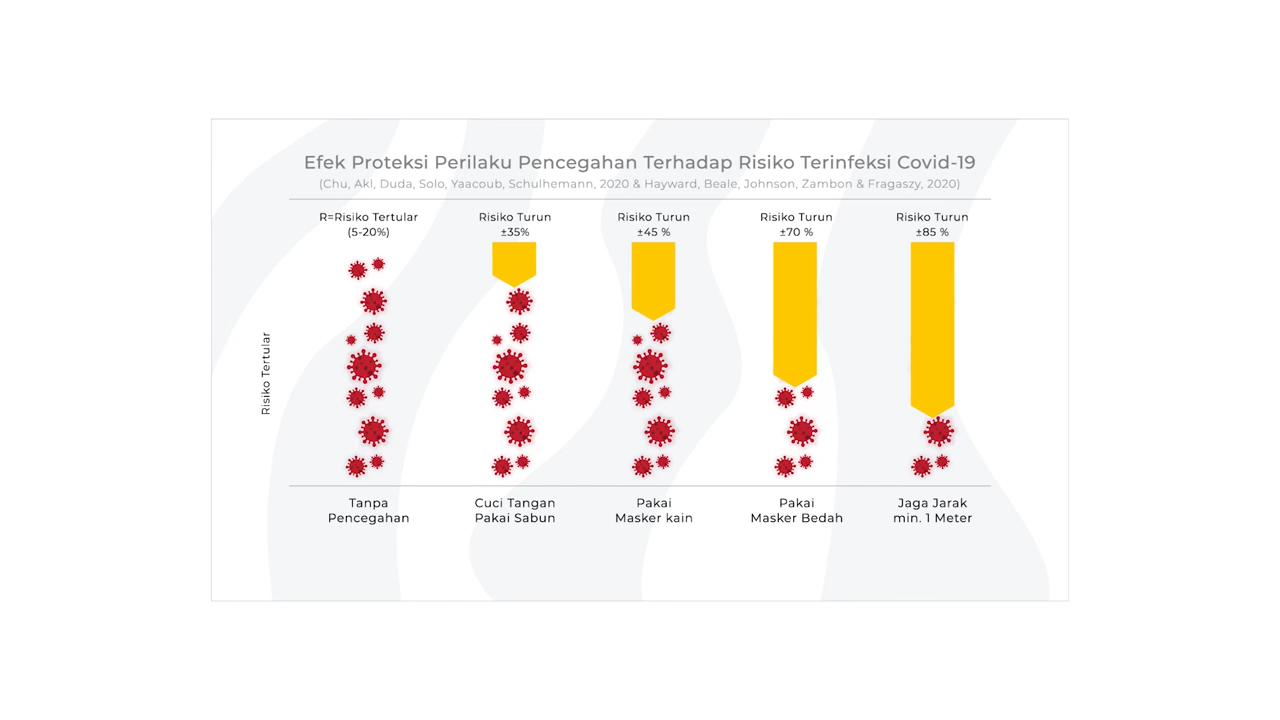 Efek Proteksi Perilaku Pencegahan Terhadap Risiko Terinfeksi Covid-19
(Chu, Akl, Duda, Solo, Yaacoub, Schulhemann, 2020 & Hayward, Beale, Johnson, Zambon & Fragaszy, 2020)
R=Risiko Tertular
(5-20%)
Risiko Turun
±35%
Risiko Turun
±45 %
Risiko Turun
±70 %
Risiko Turun
±85 %
Risiko Tertular
Tanpa
Pencegahan
Cuci Tangan
Pakai Sabun
Pakai
Masker kain
Pakai
Masker Bedah
Jaga Jarak
min. 1 Meter